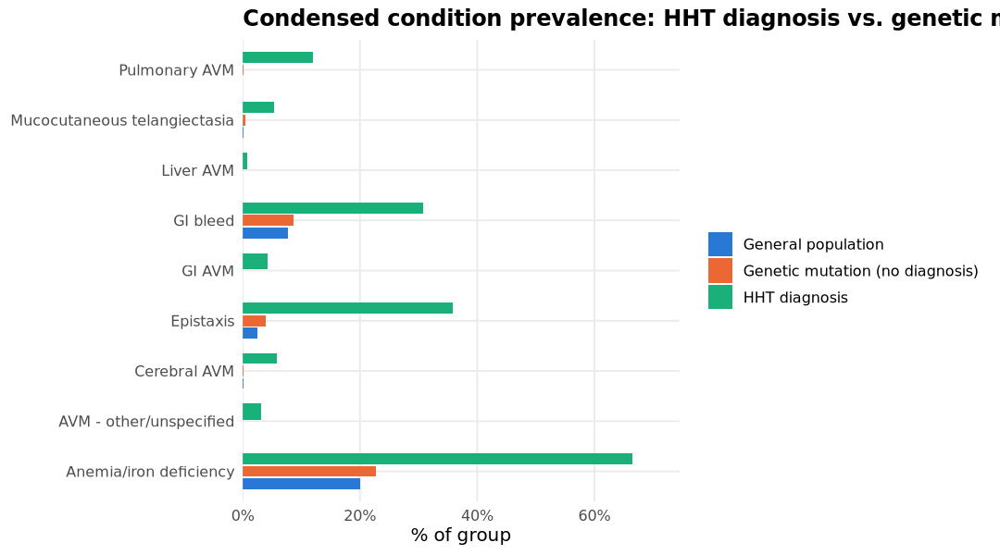 Condensed condition prevalence: HHT diagnosis vs. genetic
Pulmonary AVM
Mucocutaneous telangiectasia
Liver AVM
GI bleed
GI AVM
Epistaxis
Cerebral AVM
AVM - other/unspecified
Anemia/iron deficiency
0% 20% 40% 60%
% of group
General population
Genetic mutation (no diagnosis)
HHT diagnosis